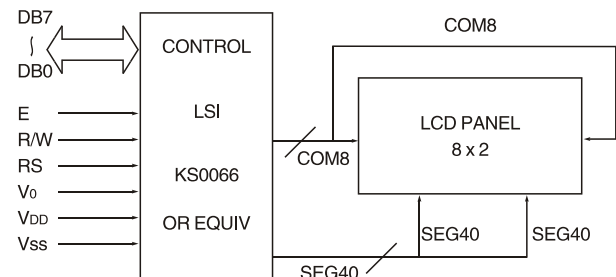 DB7
DB0
E
R/W
RS
V0
VDD
VSS
CONTROL
LSI
KS0066
OR EQUIV
COM8
COM8
LCD PANEL
8 x 2
SEG40
SEG40
SEG40